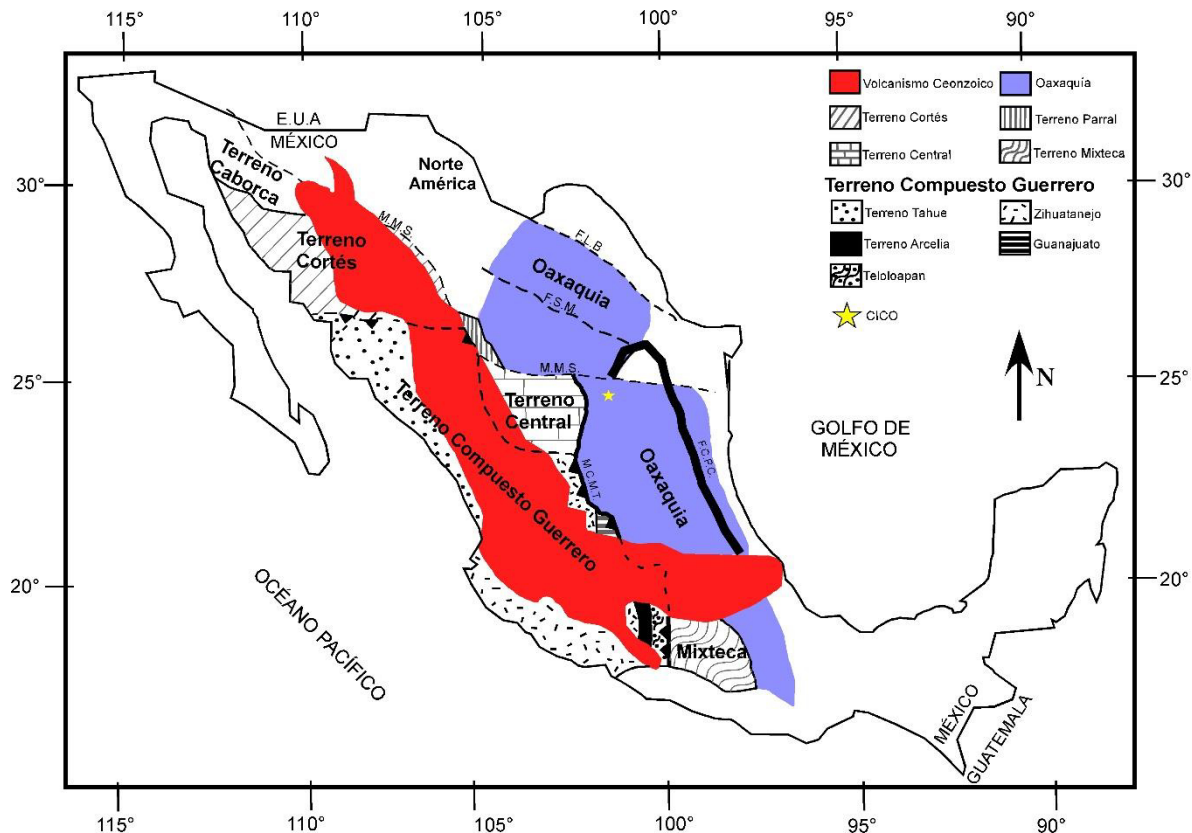 115°
110°
105°
100°
95°
90°
Volcanismo Ceonzoico
Oaxaquía
Terreno Cortés
Terreno Parral
Terreno Central
Terreno Mixteca
Terreno Compuesto Guerrero
Terreno Tahue
Zihuatanejo
Terreno Arcelia
Guanajuato
Teloloapan
CICO
E.U.A
MÉXICO
Terreno
Caborca
Norte
América
30°
30°
M.M.S.
F.L.B
Terreno
Cortés
Oaxaquia
F.S.M.
N
25°
25°
M.M.S.
Terreno
Central
GOLFO DE
MÉXICO
Terreno Compuesto Guerrero
M.C.M.T.
Oaxaquia
F.C.P.C.
20°
20°
OCÉANO PACÍFICO
Mixteca
MÉXICO
GUATEMALA
115°
110°
105°
100°
95°
90°